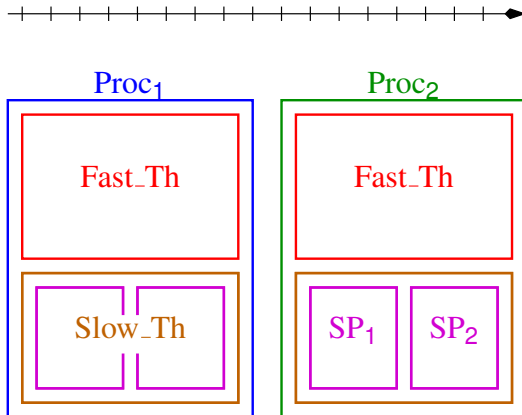 Proc₁ Proc₂
Fast_Th Fast_Th
Slow_Th SP₁ SP₂